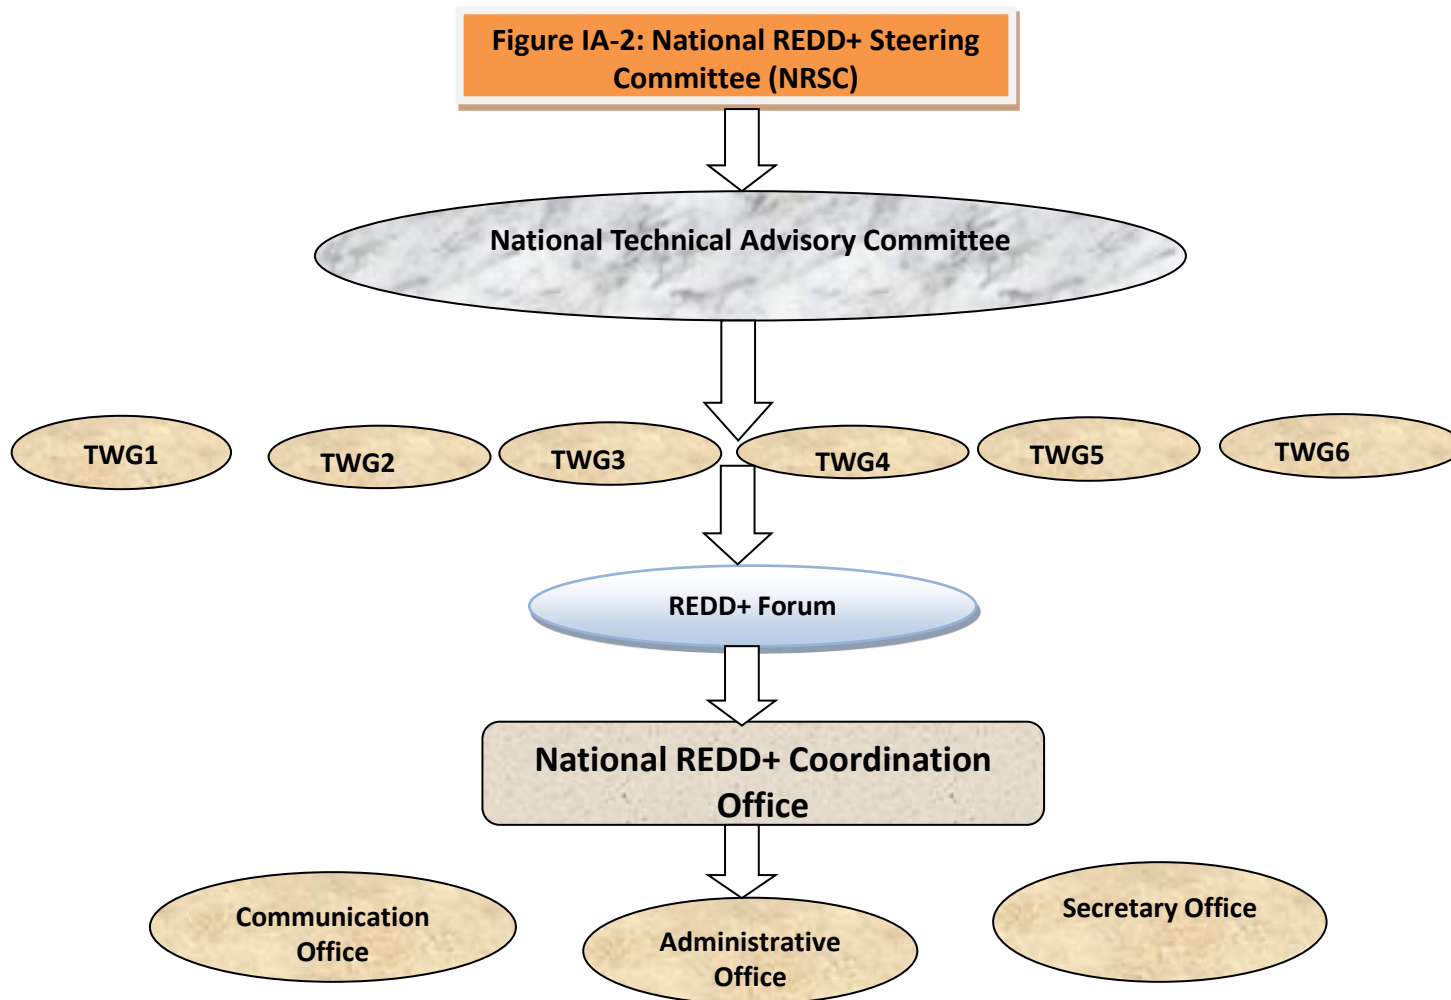 Figure IA-2: National REDD+ Steering
Committee (NRSC)
National Technical Advisory Committee
TWG1
TWG2
TWG3
TWG4
TWG5
TWG6
REDD+ Forum
National REDD+ Coordination
Office
Communication
Office
Administrative
Office
Secretary Office